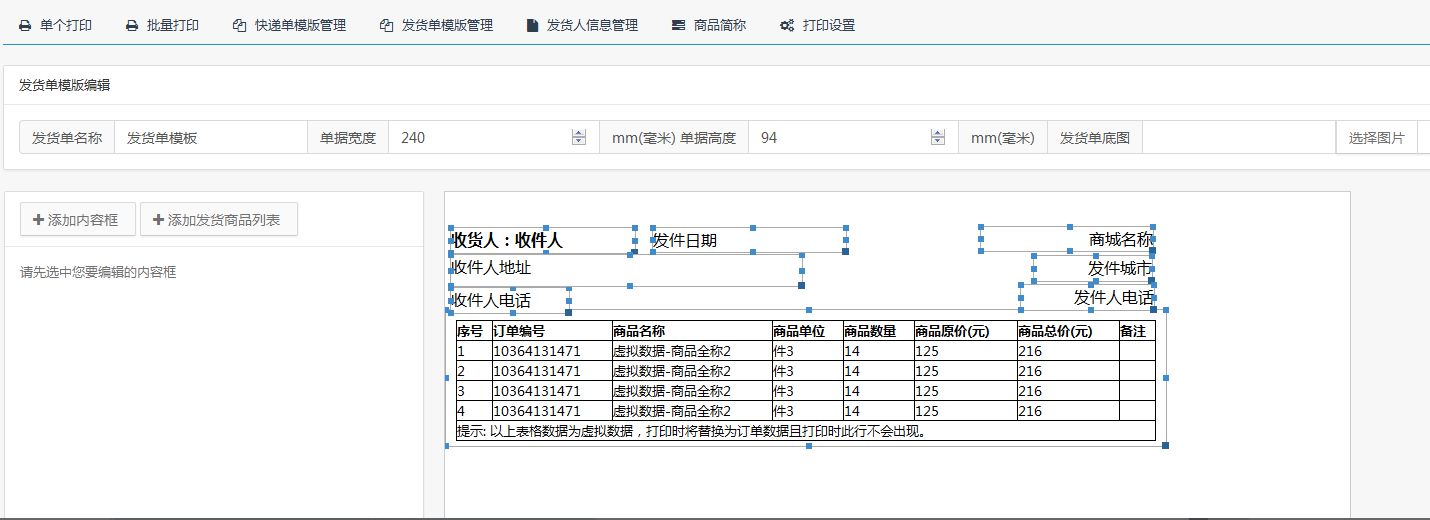 单个打印 批量打印 快递单模版管理 发货单模版管理 发货人信息管理 商品简称 打印设置
发货单模版编辑
发货单名称 发货单模板 单据宽度 240 mm(毫米) 单据高度 94 mm(毫米) 发货单底图 选择图片
添加内容框 添加发货商品列表
请先选中您要编辑的内容框
收货人：收件人 发件日期 商城名称
收件人地址 发件城市
收件人电话 发件人电话
序号 订单编号 商品名称 商品单位 商品数量 商品原价(元) 商品总价(元) 备注
1 10364131471 虚拟数据-商品全称2 件3 14 125 216
2 10364131471 虚拟数据-商品全称2 件3 14 125 216
3 10364131471 虚拟数据-商品全称2 件3 14 125 216
4 10364131471 虚拟数据-商品全称2 件3 14 125 216
提示: 以上表格数据为虚拟数据，打印时将替换为订单数据且打印时此行不会出现。